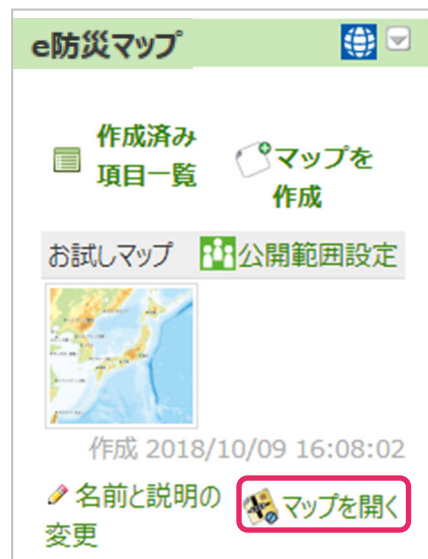 e防災マップ
作成済み
項目一覧
マップを
作成
お試しマップ 公開範囲設定
作成 2018/10/09 16:08:02
名前と説明の
変更
マップを開く